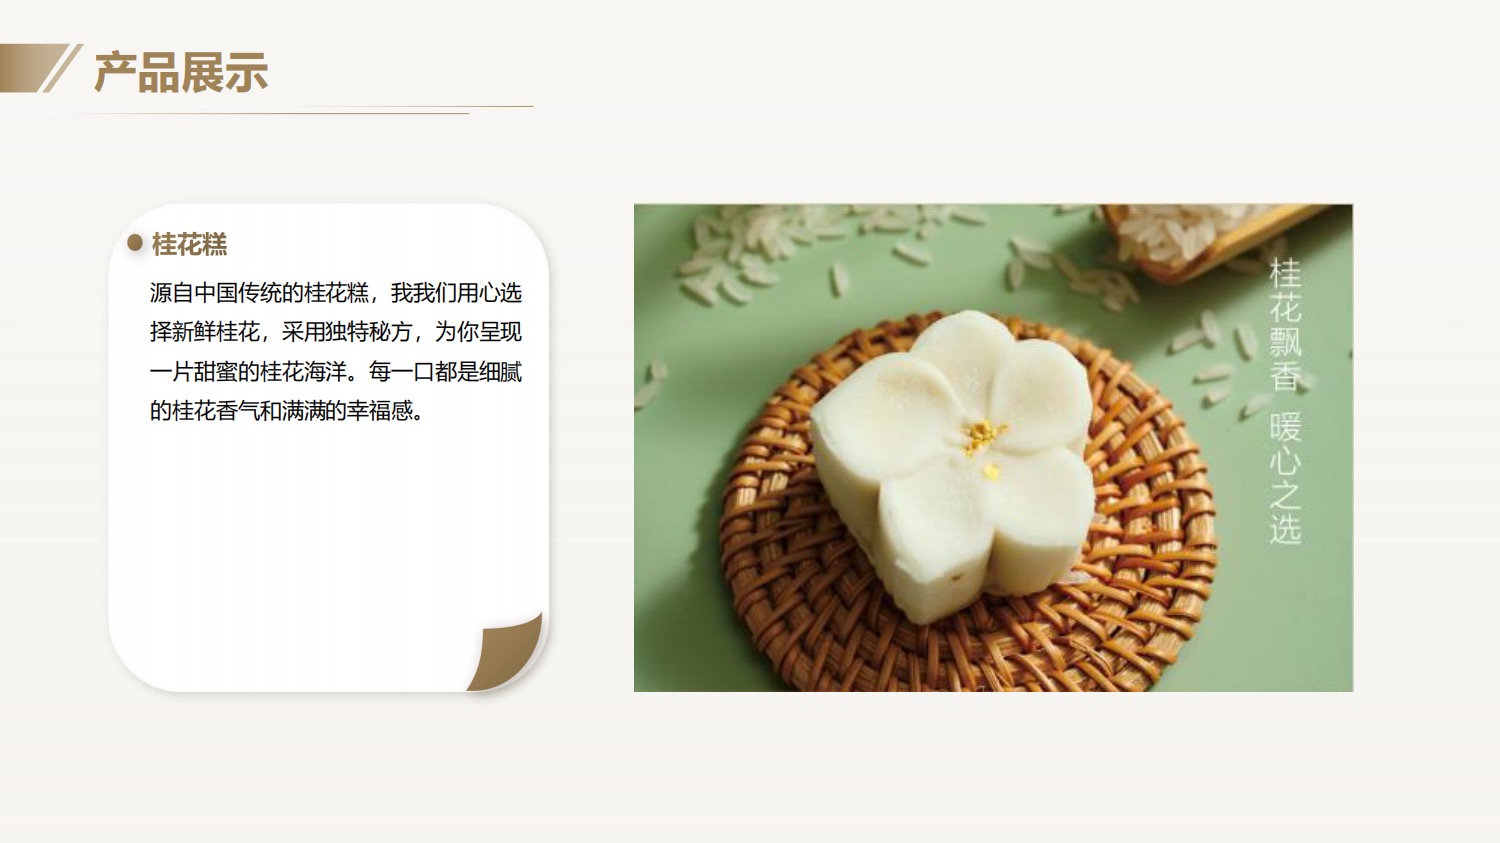 产品展示
桂花糕
源自中国传统的桂花糕，我我们用心选
择新鲜桂花，采用独特秘方，为你呈现
一片甜蜜的桂花海洋。每一口都是细腻
的桂花香气和满满的幸福感。
桂花飘香 暖心之选